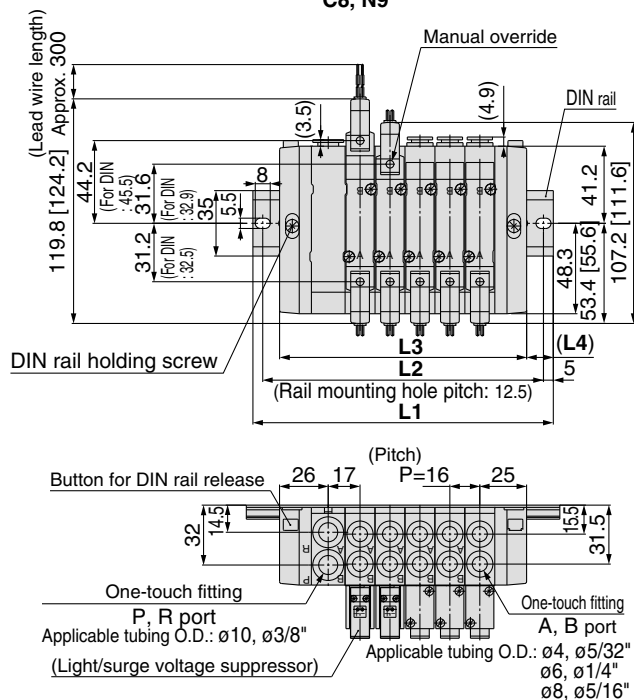 C8, N9
(Lead wire length)
Approx. 300
Manual override
DIN rail
(3.5)
(4.9)
119.8 [124.2]
44.2
(For DIN
: 45.5)
31.6
(For DIN
: 32.9)
8
35
5.5
31.2
(For DIN
: 32.5)
B
B
B
B
A
A
A
A
A
41.2
107.2 [111.6]
48.3
53.4 [55.6]
DIN rail holding screw
L3
(L4)
L2
5
(Rail mounting hole pitch: 12.5)
L1
(Pitch)
Button for DIN rail release
26
17
P=16
25
32
14.5
15.5
31.5
R
A
A
A
A
A
P
B
B
B
B
B
One-touch fitting
P, R port
Applicable tubing O.D.: ø10, ø3/8"
(Light/surge voltage suppressor)
One-touch fitting
A, B port
Applicable tubing O.D.: ø4, ø5/32"
ø6, ø1/4"
ø8, ø5/16"